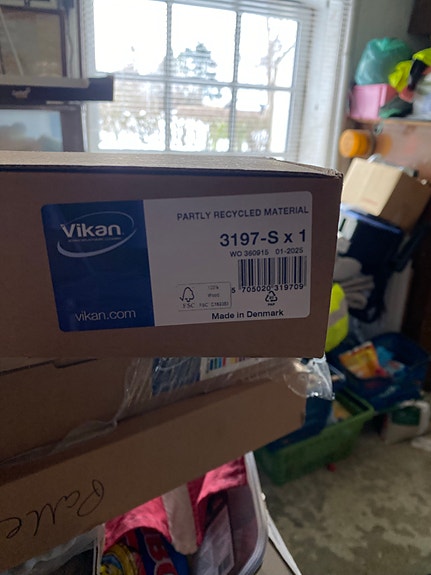 Vikan
vikan.com
PARTLY RECYCLED MATERIAL
3197-S x 1
WO 360915 01-2025
5 705020 319709
FSC
Made in Denmark
Palle